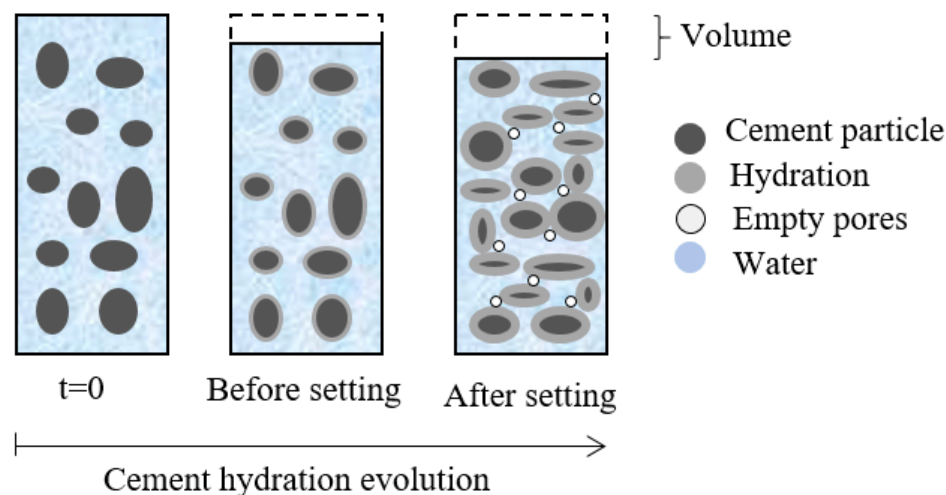 Volume
Cement particle
Hydration
Empty pores
Water
t=0
Before setting
After setting
Cement hydration evolution